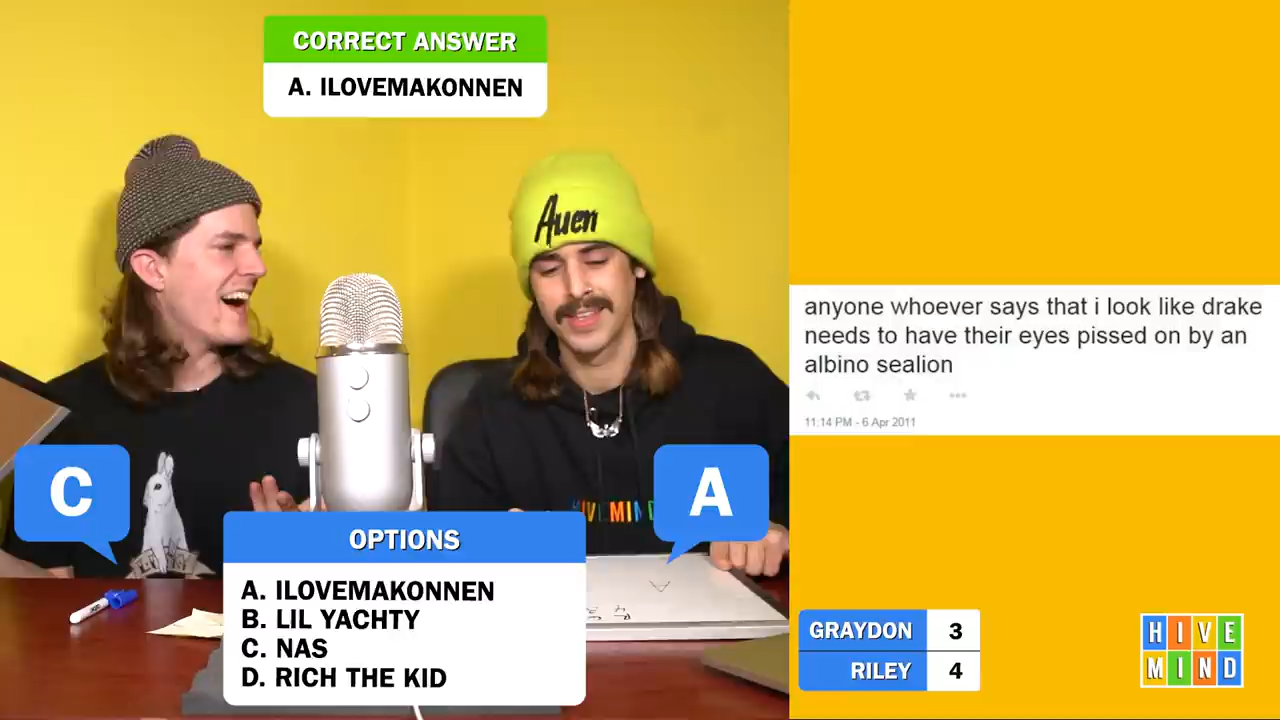 CORRECT ANSWER
A. ILOVEMAKONNEN
Auen
HIVEMIND
C
A
OPTIONS
A. ILOVEMAKONNEN
B. LIL YACHTY
C. NAS
D. RICH THE KID
anyone whoever says that i look like drake
needs to have their eyes pissed on by an
albino sealion
11:14 PM - 6 Apr 2011
GRAYDON 3
RILEY 4
HIVE
MIND